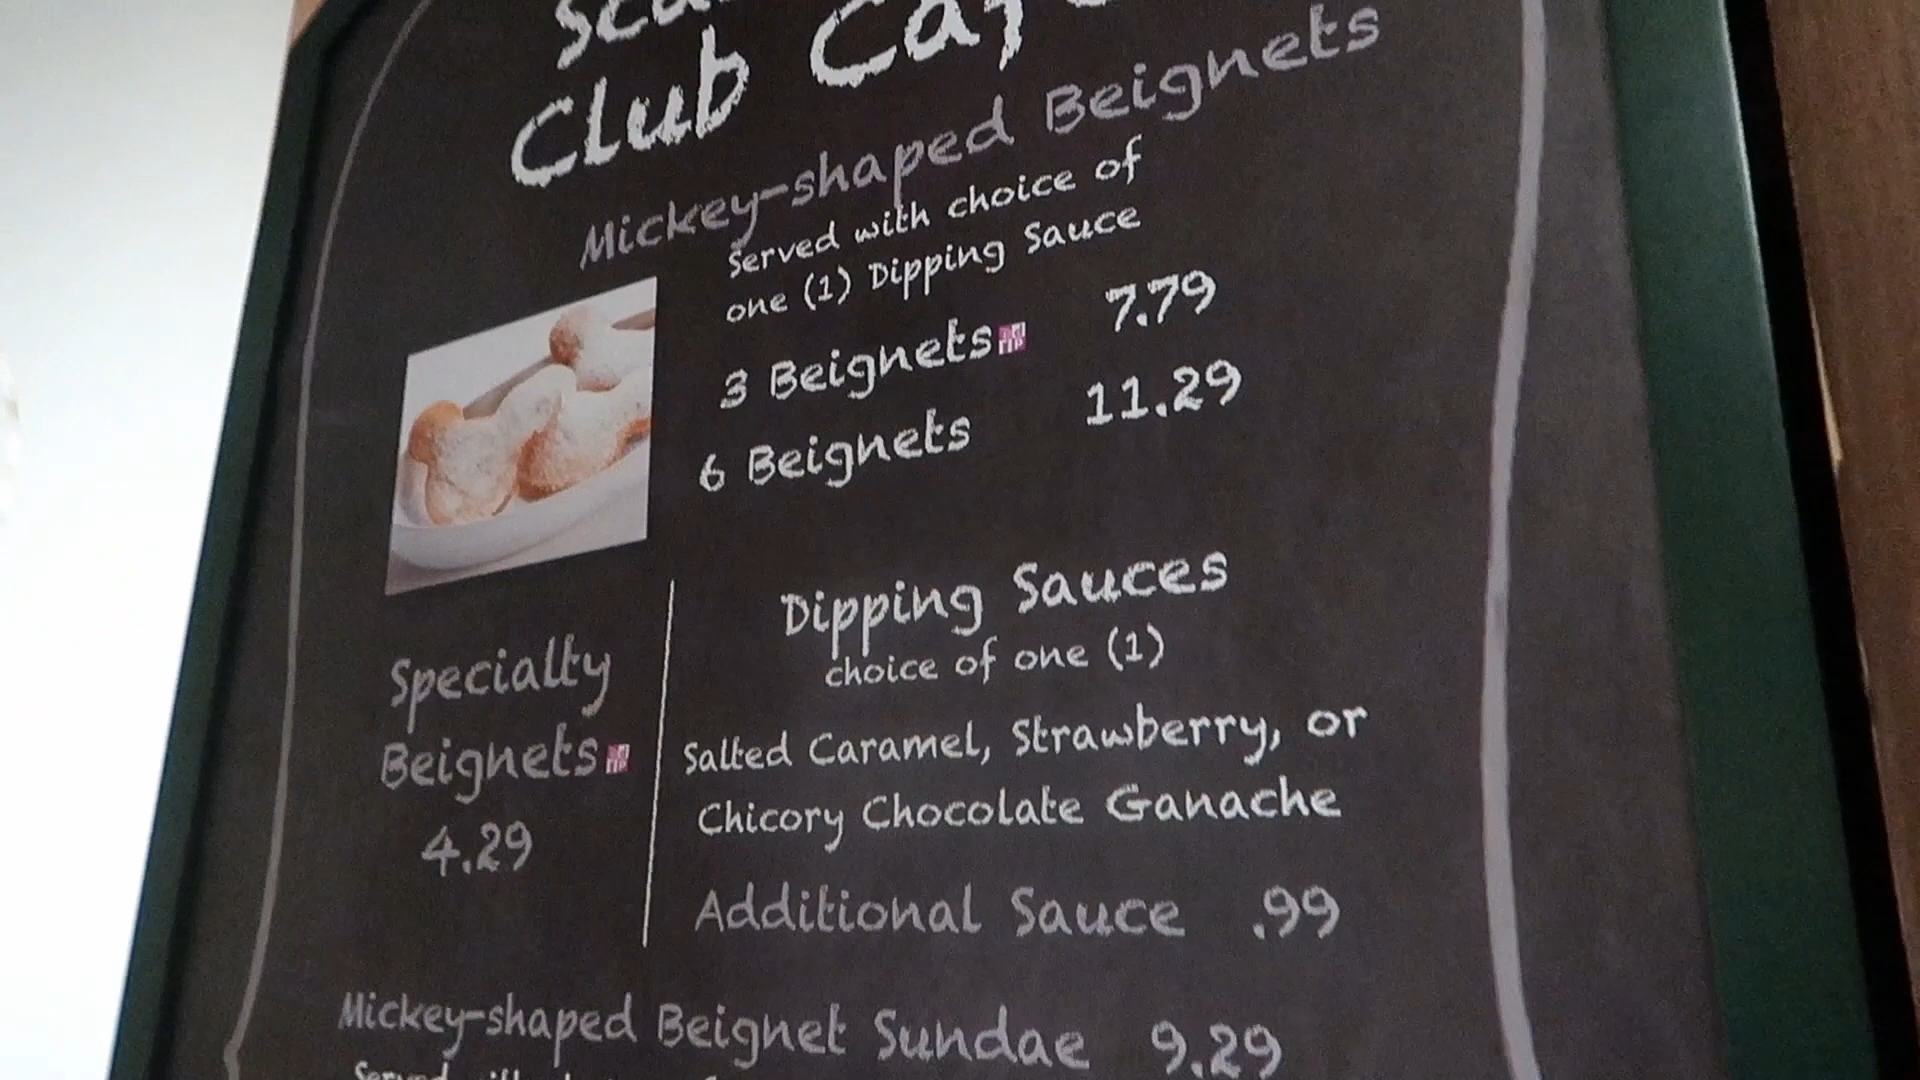 Club
Mickey-shaped Beignets
Served with choice of
one (1) Dipping Sauce
3 Beignets 7.79
6 Beignets 11.29
Specialty
Beignets
4.29
Dipping Sauces
choice of one (1)
Salted Caramel, Strawberry, or
Chicory Chocolate Ganache
Additional Sauce .99
Mickey-shaped Beignet Sundae 9.29